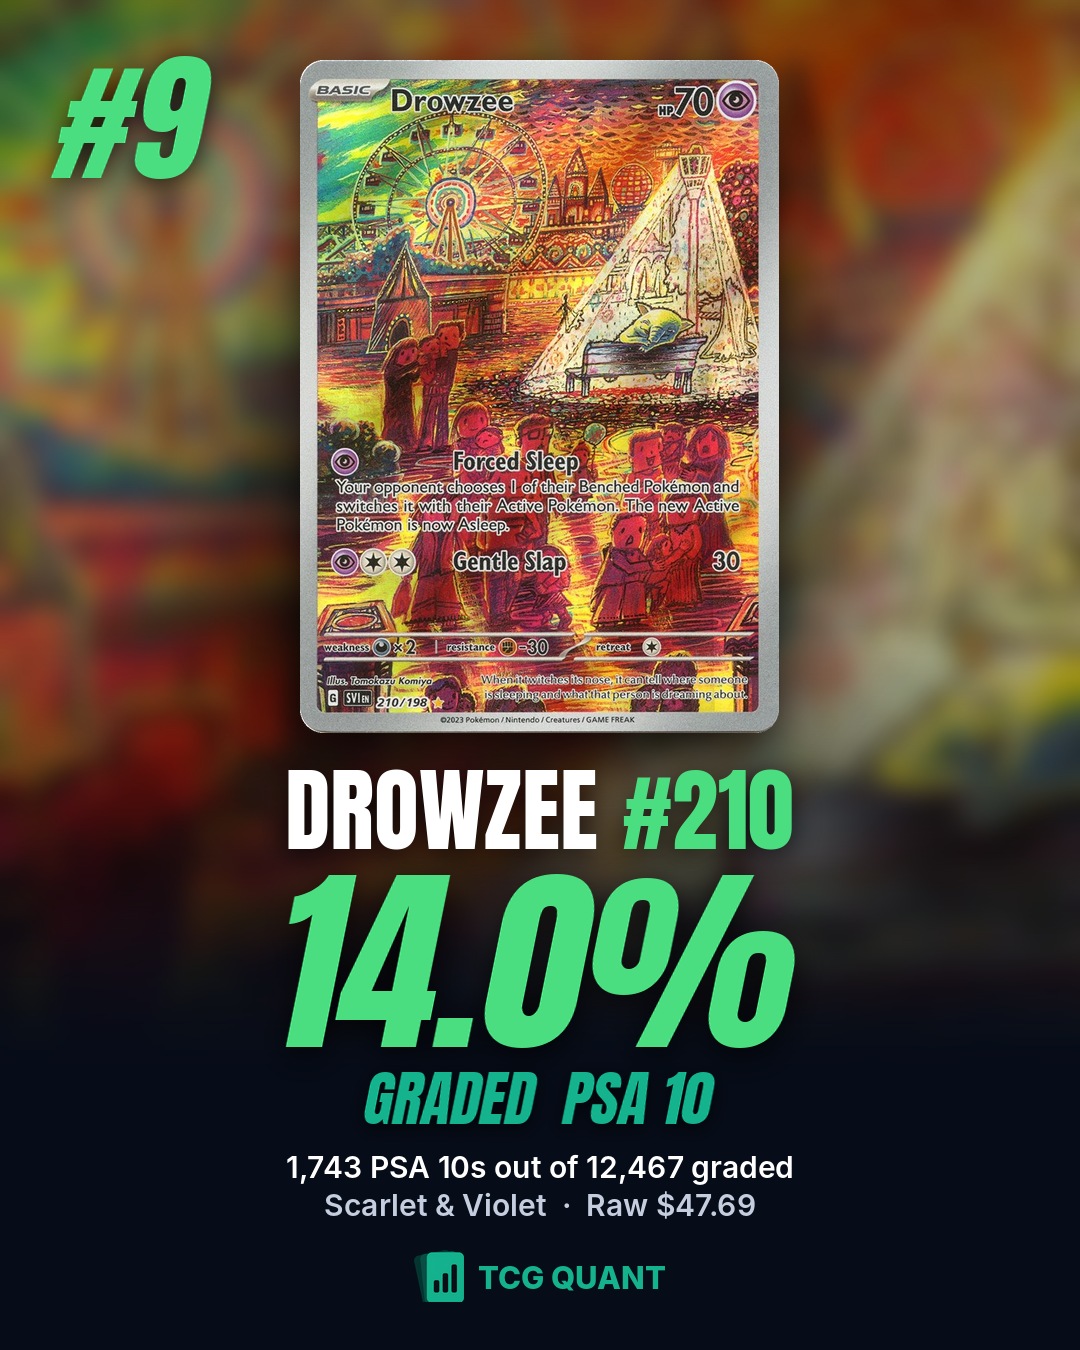 #9
BASIC
Drowzee
HP 70
Forced Sleep
Your opponent chooses 1 of their Benched Pokémon and
switches it with their Active Pokémon. The new Active
Pokémon is now Asleep.
Gentle Slap 30
weakness ×2 resistance -30 retreat
Illus. Tomokazu Komiya
When it twitches its nose, it can tell where someone
is sleeping and what that person is dreaming about.
G SVI EN 210/198
©2023 Pokémon / Nintendo / Creatures / GAME FREAK
DROWZEE #210
14.0%
GRADED PSA 10
1,743 PSA 10s out of 12,467 graded
Scarlet & Violet · Raw $47.69
TCG QUANT